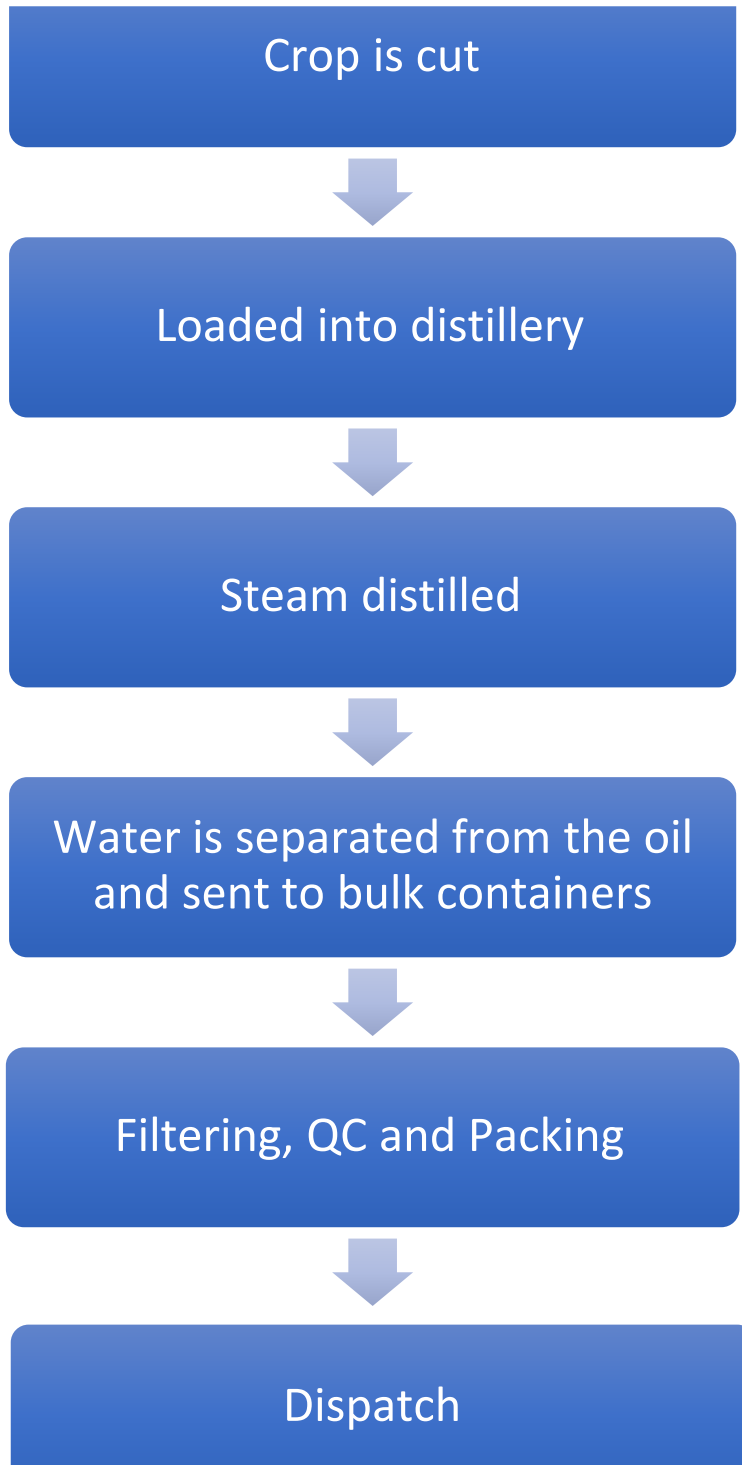 Crop is cut
Loaded into distillery
Steam distilled
Water is separated from the oil
and sent to bulk containers
Filtering, QC and Packing
Dispatch